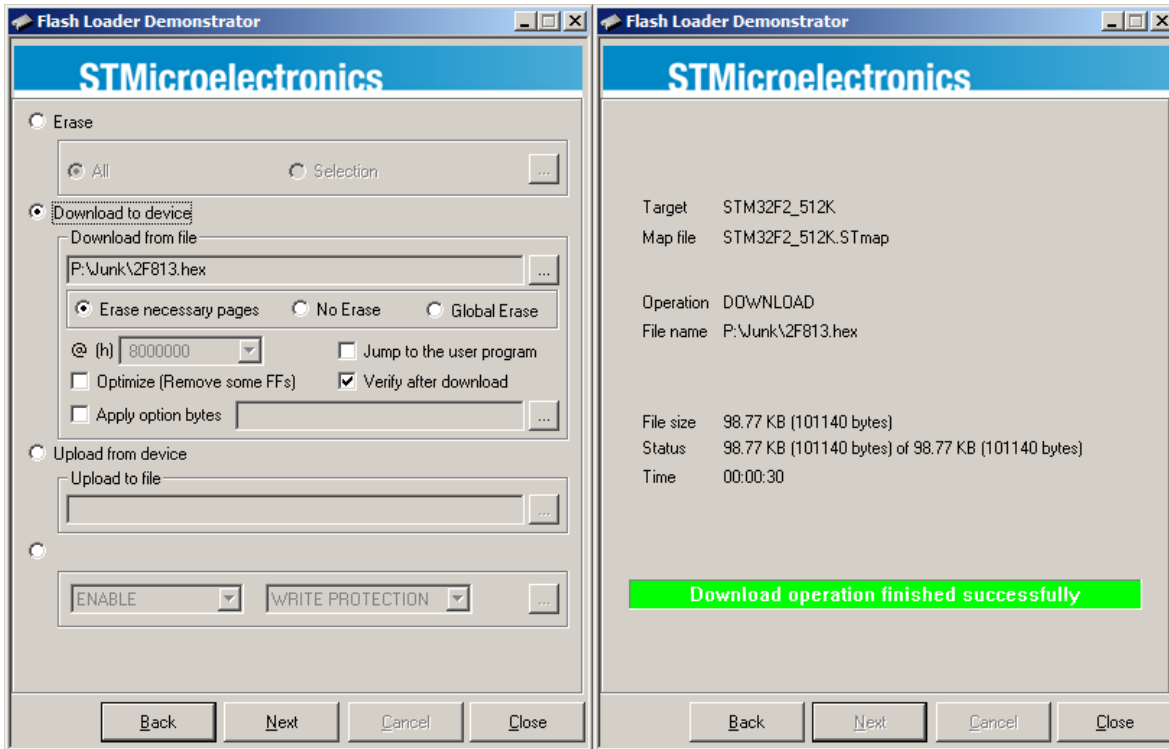 Flash Loader Demonstrator
STMicroelectronics
Erase
All Selection ...
Download to device
Download from file
P:\Junk\2F813.hex ...
Erase necessary pages No Erase Global Erase
@ (h) 8000000 Jump to the user program
Optimize (Remove some FFs) Verify after download
Apply option bytes ...
Upload from device
Upload to file
...
ENABLE WRITE PROTECTION ...
Back Next Cancel Close
Flash Loader Demonstrator
STMicroelectronics
Target STM32F2_512K
Map file STM32F2_512K.STmap
Operation DOWNLOAD
File name P:\Junk\2F813.hex
File size 98.77 KB (101140 bytes)
Status 98.77 KB (101140 bytes) of 98.77 KB (101140 bytes)
Time 00:00:30
Download operation finished successfully
Back Next Cancel Close